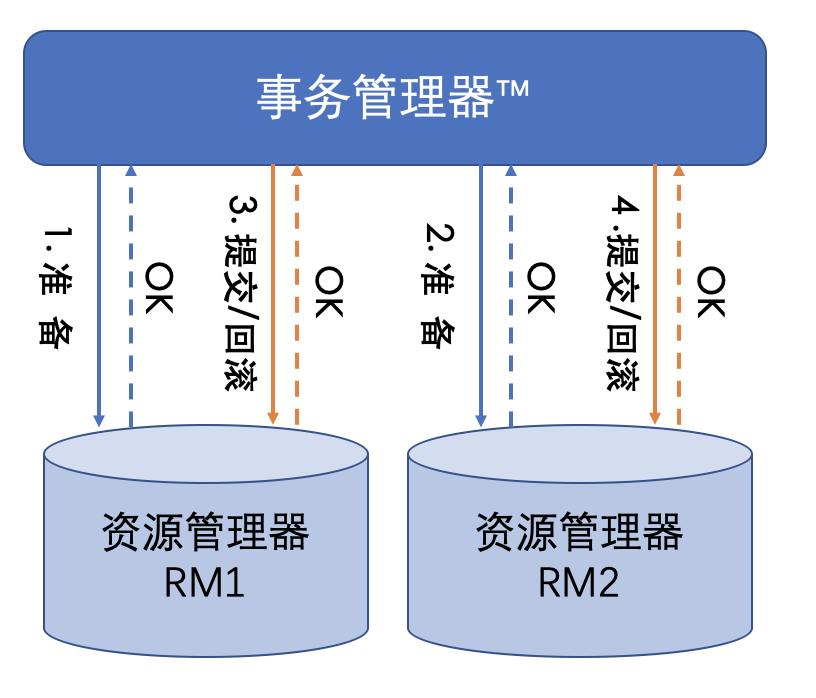 事务管理器™
1. 准 备
OK
3. 提交/回滚
OK
2. 准 备
OK
4 .提交/回滚
OK
资源管理器
RM1
资源管理器
RM2